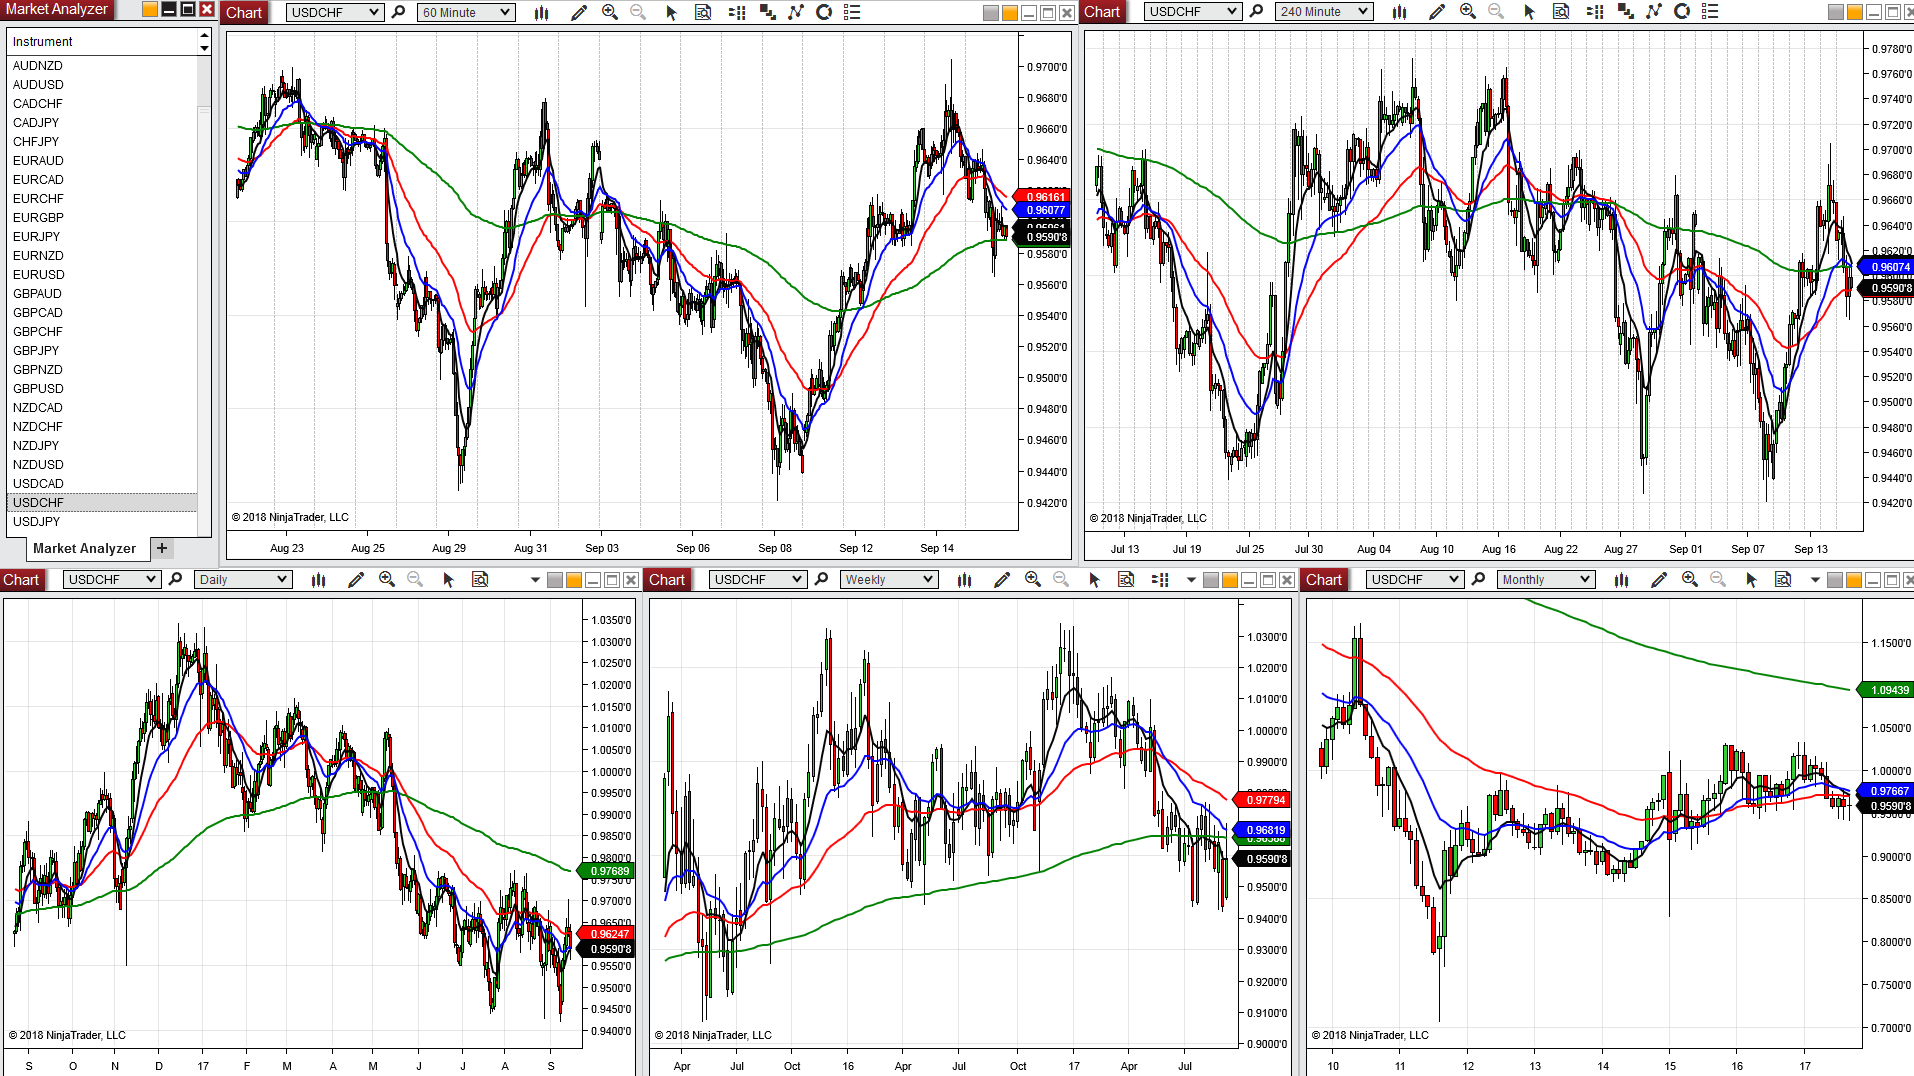 Market Analyzer
Instrument
AUDNZD
AUDUSD
CADCHF
CADJPY
CHFJPY
EURAUD
EURCAD
EURCHF
EURGBP
EURJPY
EURNZD
EURUSD
GBPAUD
GBPCAD
GBPCHF
GBPJPY
GBPNZD
GBPUSD
NZDCAD
NZDCHF
NZDJPY
NZDUSD
USDCAD
USDCHF
USDJPY
Market Analyzer +
Chart USDCHF 60 Minute
0.9700'0
0.9680'0
0.9660'0
0.9640'0
0.96161
0.96077
0.9590'8
0.9580'0
0.9560'0
0.9540'0
0.9520'0
0.9500'0
0.9480'0
0.9460'0
0.9440'0
0.9420'0
© 2018 NinjaTrader, LLC
Aug 23 Aug 25 Aug 29 Aug 31 Sep 03 Sep 06 Sep 08 Sep 12 Sep 14
Chart USDCHF 240 Minute
0.9780'0
0.9760'0
0.9740'0
0.9720'0
0.9700'0
0.9680'0
0.9660'0
0.9640'0
0.9620'0
0.96074
0.9590'8
0.9580'0
0.9560'0
0.9540'0
0.9520'0
0.9500'0
0.9480'0
0.9460'0
0.9440'0
0.9420'0
© 2018 NinjaTrader, LLC
Jul 13 Jul 19 Jul 25 Jul 30 Aug 04 Aug 10 Aug 16 Aug 22 Aug 27 Sep 01 Sep 07 Sep 13
Chart USDCHF Daily
1.0350'0
1.0300'0
1.0250'0
1.0200'0
1.0150'0
1.0100'0
1.0050'0
1.0000'0
0.9950'0
0.9900'0
0.9850'0
0.9800'0
0.97689
0.9750'0
0.9700'0
0.9650'0
0.96247
0.9590'8
0.9550'0
0.9500'0
0.9450'0
0.9400'0
© 2018 NinjaTrader, LLC
S O N D 17 F M A M J J A S
Chart USDCHF Weekly
1.0300'0
1.0200'0
1.0100'0
1.0000'0
0.9900'0
0.97794
0.96819
0.9590'8
0.9500'0
0.9400'0
0.9300'0
0.9200'0
0.9100'0
0.9000'0
© 2018 NinjaTrader, LLC
Apr Jul Oct 16 Apr Jul Oct 17 Apr Jul
Chart USDCHF Monthly
1.1500'0
1.09439
1.0500'0
1.0000'0
0.97667
0.9590'8
0.9000'0
0.8500'0
0.8000'0
0.7500'0
0.7000'0
© 2018 NinjaTrader, LLC
10 11 12 13 14 15 16 17